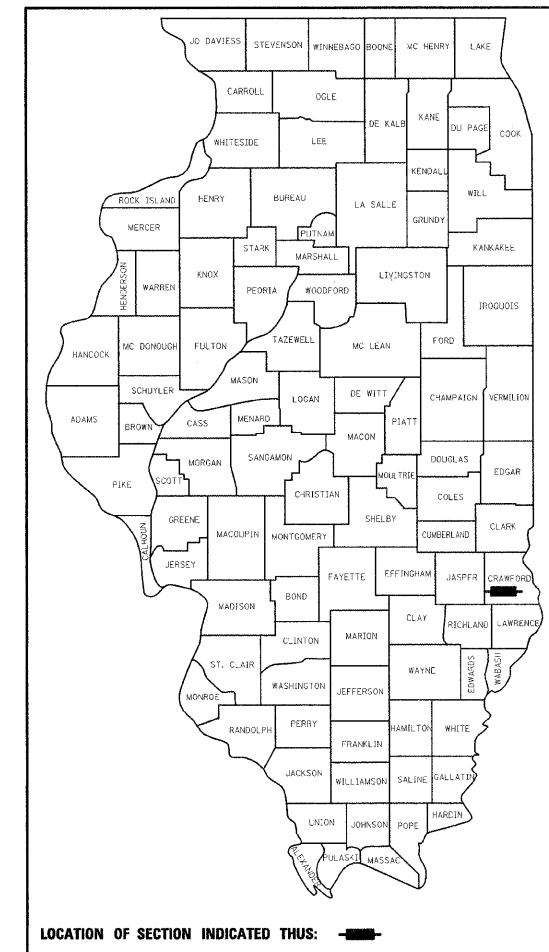 JO DAVIESS STEVENSON WINNEBAGO BOONE MC HENRY LAKE
CARROLL OGLE DE KALB KANE DU PAGE COOK
WHITESIDE LEE
KENDALL WILL
ROCK ISLAND HENRY BUREAU LA SALLE GRUNDY
MERCER PUTNAM
STARK MARSHALL KANKAKEE
HENDERSON WARREN KNOX PEORIA WOODFORD LIVINGSTON IROQUOIS
HANCOCK MC DONOUGH FULTON TAZEWELL MC LEAN FORD
SCHUYLER MASON LOGAN DE WITT CHAMPAIGN VERMILION
ADAMS BROWN CASS MENARD MACON PIATT
PIKE SCOTT MORGAN SANGAMON CHRISTIAN MOULTRIE DOUGLAS EDGAR
COLES
CALHOUN GREENE MACOUPIN MONTGOMERY SHELBY CUMBERLAND CLARK
JERSEY FAYETTE EFFINGHAM JASPER CRAWFORD
MADISON BOND
CLINTON MARION CLAY RICHLAND LAWRENCE
ST. CLAIR WAYNE EDWARDS WABASH
MONROE WASHINGTON JEFFERSON
RANDOLPH PERRY HAMILTON WHITE
FRANKLIN
JACKSON WILLIAMSON SALINE GALLATIN
UNION JOHNSON POPE HARDIN
ALEXANDER PULASKI MASSAC
LOCATION OF SECTION INDICATED THUS: